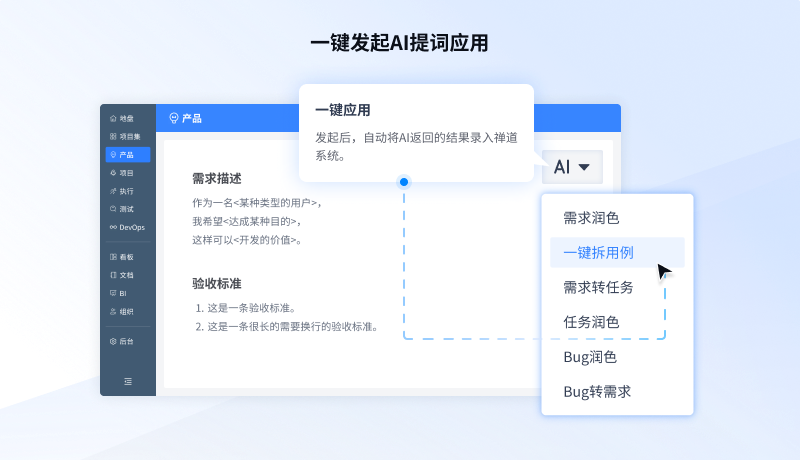 一键发起AI提词应用
地盘
项目集
产品
项目
执行
测试
DevOps
看板
文档
BI
组织
后台
产品
一键应用
发起后，自动将AI返回的结果录入禅道
系统。
需求描述
作为一名<某种类型的用户>，
我希望<达成某种目的>，
这样可以<开发的价值>。
验收标准
1. 这是一条验收标准。
2. 这是一条很长的需要换行的验收标准。
AI
需求润色
一键拆用例
需求转任务
任务润色
Bug润色
Bug转需求